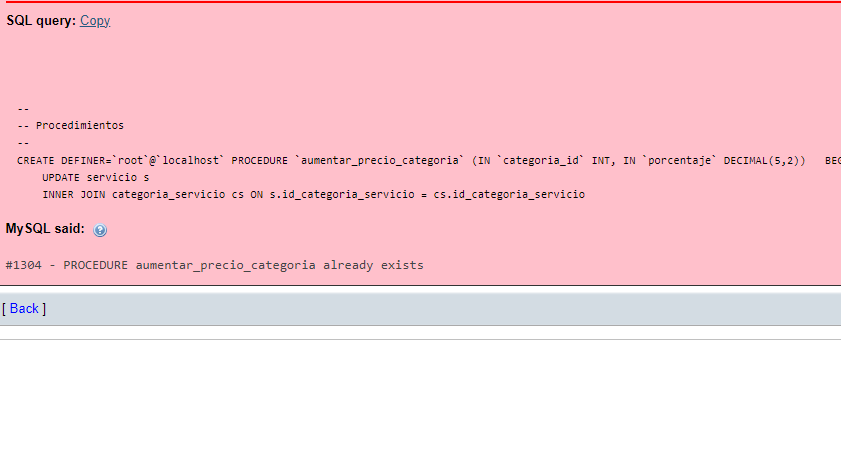 SQL query: Copy
--
-- Procedimientos
--
CREATE DEFINER=`root`@`localhost` PROCEDURE `aumentar_precio_categoria` (IN `categoria_id` INT, IN `porcentaje` DECIMAL(5,2))   BEG
UPDATE servicio s
INNER JOIN categoria_servicio cs ON s.id_categoria_servicio = cs.id_categoria_servicio
MySQL said:
#1304 - PROCEDURE aumentar_precio_categoria already exists
[ Back ]